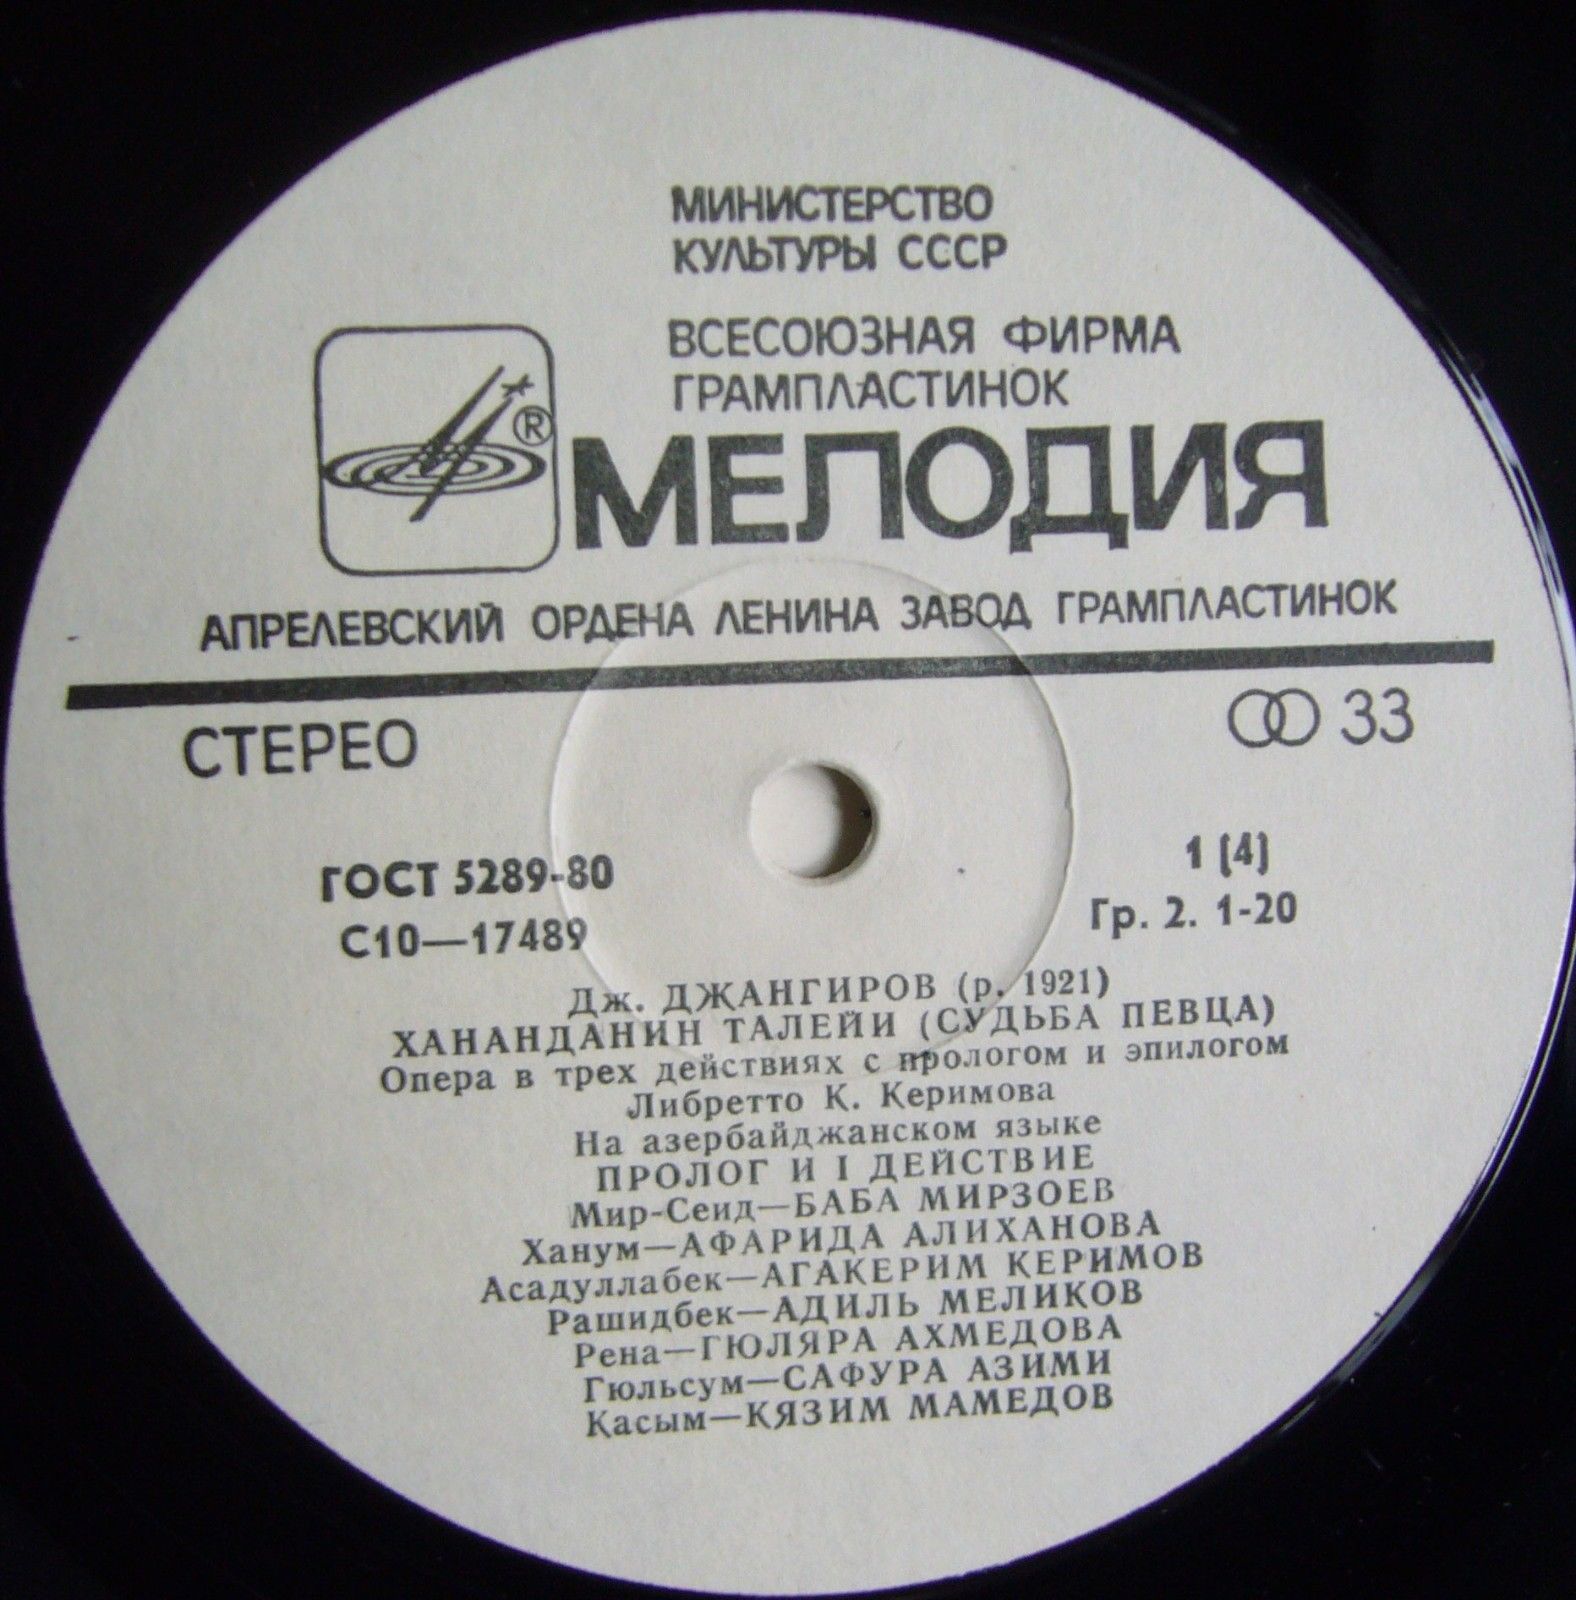 МИНИСТЕРСТВО
КУЛЬТУРЫ СССР
ВСЕСОЮЗНАЯ ФИРМА
ГРАМПЛАСТИНОК
®
МЕЛОДИЯ
АПРЕЛЕВСКИЙ ОРДЕНА ЛЕНИНА ЗАВОД ГРАМПЛАСТИНОК
СТЕРЕО
33
ГОСТ 5289-80
1 (4)
С10—17489
Гр. 2. 1-20
Дж. ДЖАНГИРОВ (р. 1921)
ХАНАНДАНИН ТАЛЕЙИ (СУДЬБА ПЕВЦА)
Опера в трех действиях с прологом и эпилогом
Либретто К. Керимова
На азербайджанском языке
ПРОЛОГ И I ДЕЙСТВИЕ
Мир-Сеид—БАБА МИРЗОЕВ
Ханум—АФАРИДА АЛИХАНОВА
Асадуллабек—АГАКЕРИМ КЕРИМОВ
Рашидбек—АДИЛЬ МЕЛИКОВ
Рена—ГЮЛЯРА АХМЕДОВА
Гюльсум—САФУРА АЗИМИ
Касым—КЯЗИМ МАМЕДОВ